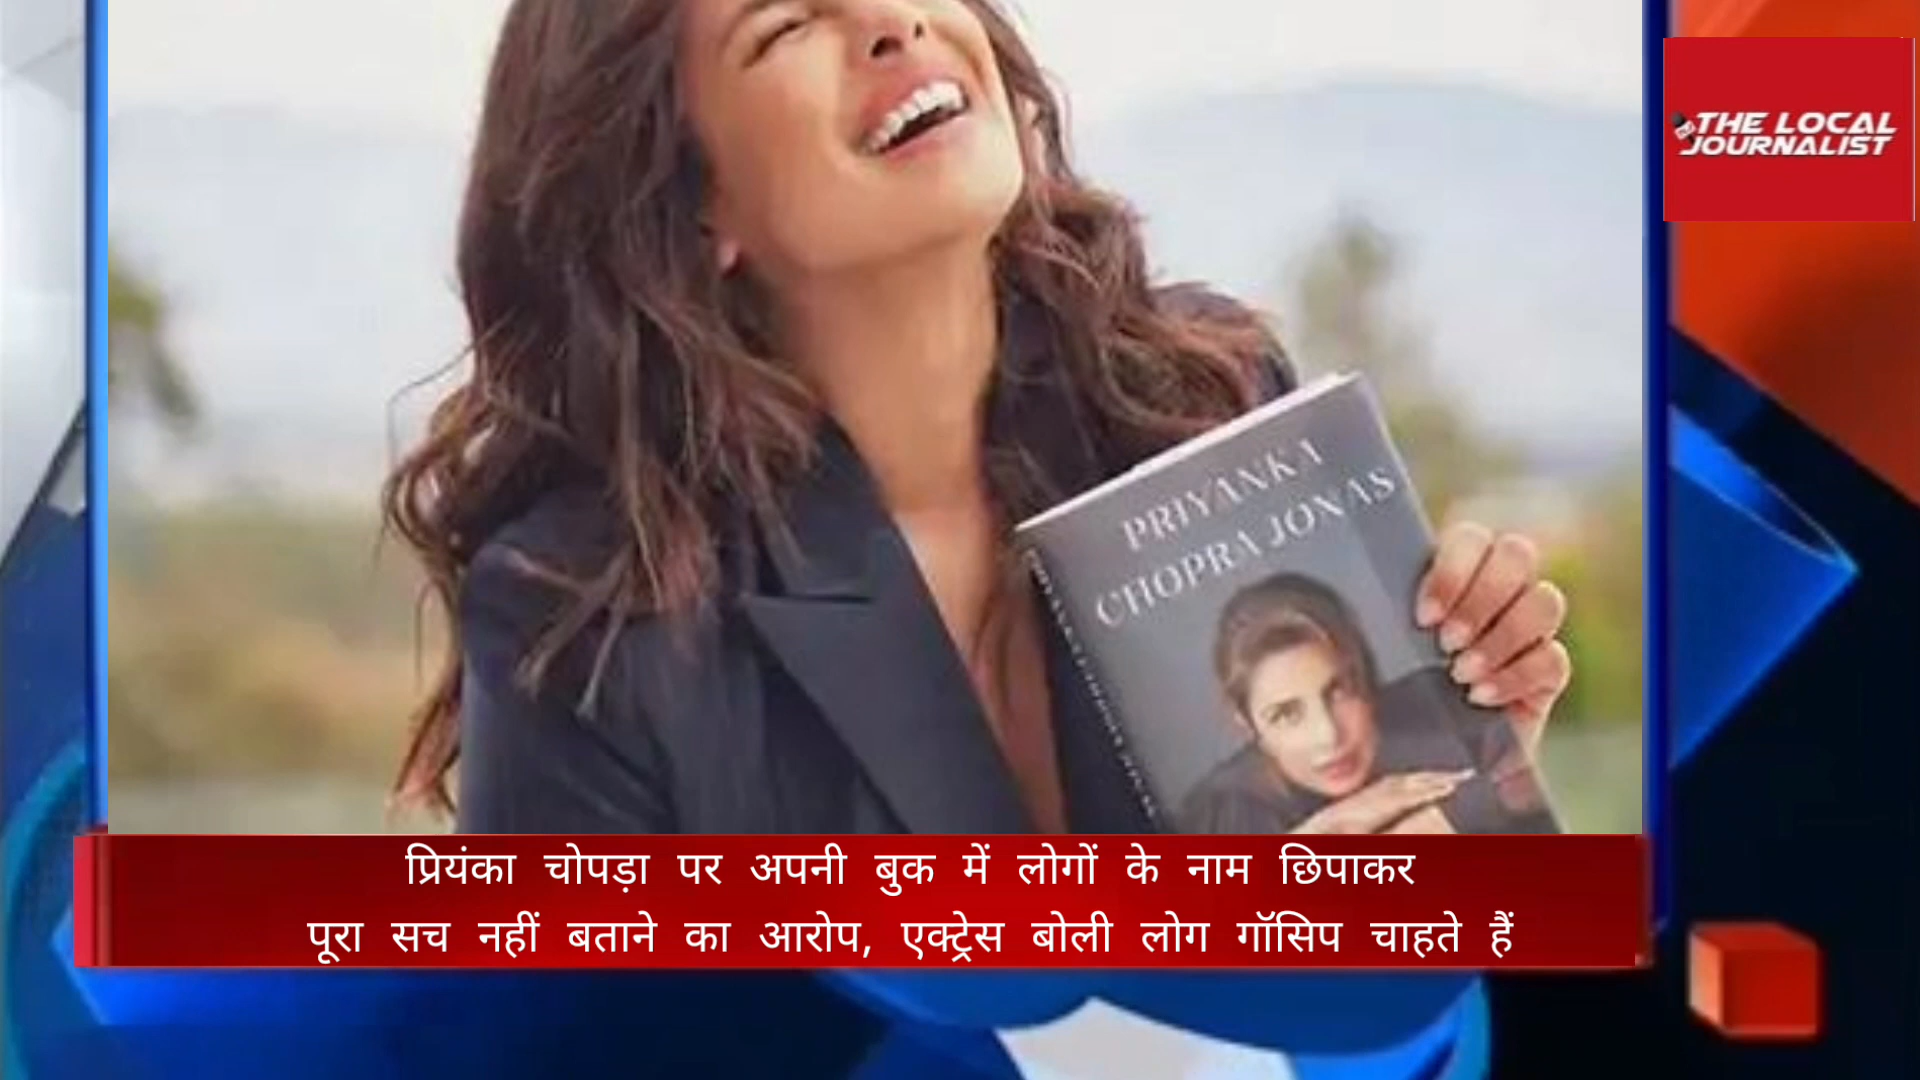 THE LOCAL
JOURNALIST
PRIYANKA
CHOPRA JONAS
प्रियंका चोपड़ा पर अपनी बुक में लोगों के नाम छिपाकर
पूरा सच नहीं बताने का आरोप, एक्ट्रेस बोली लोग गॉसिप चाहते हैं